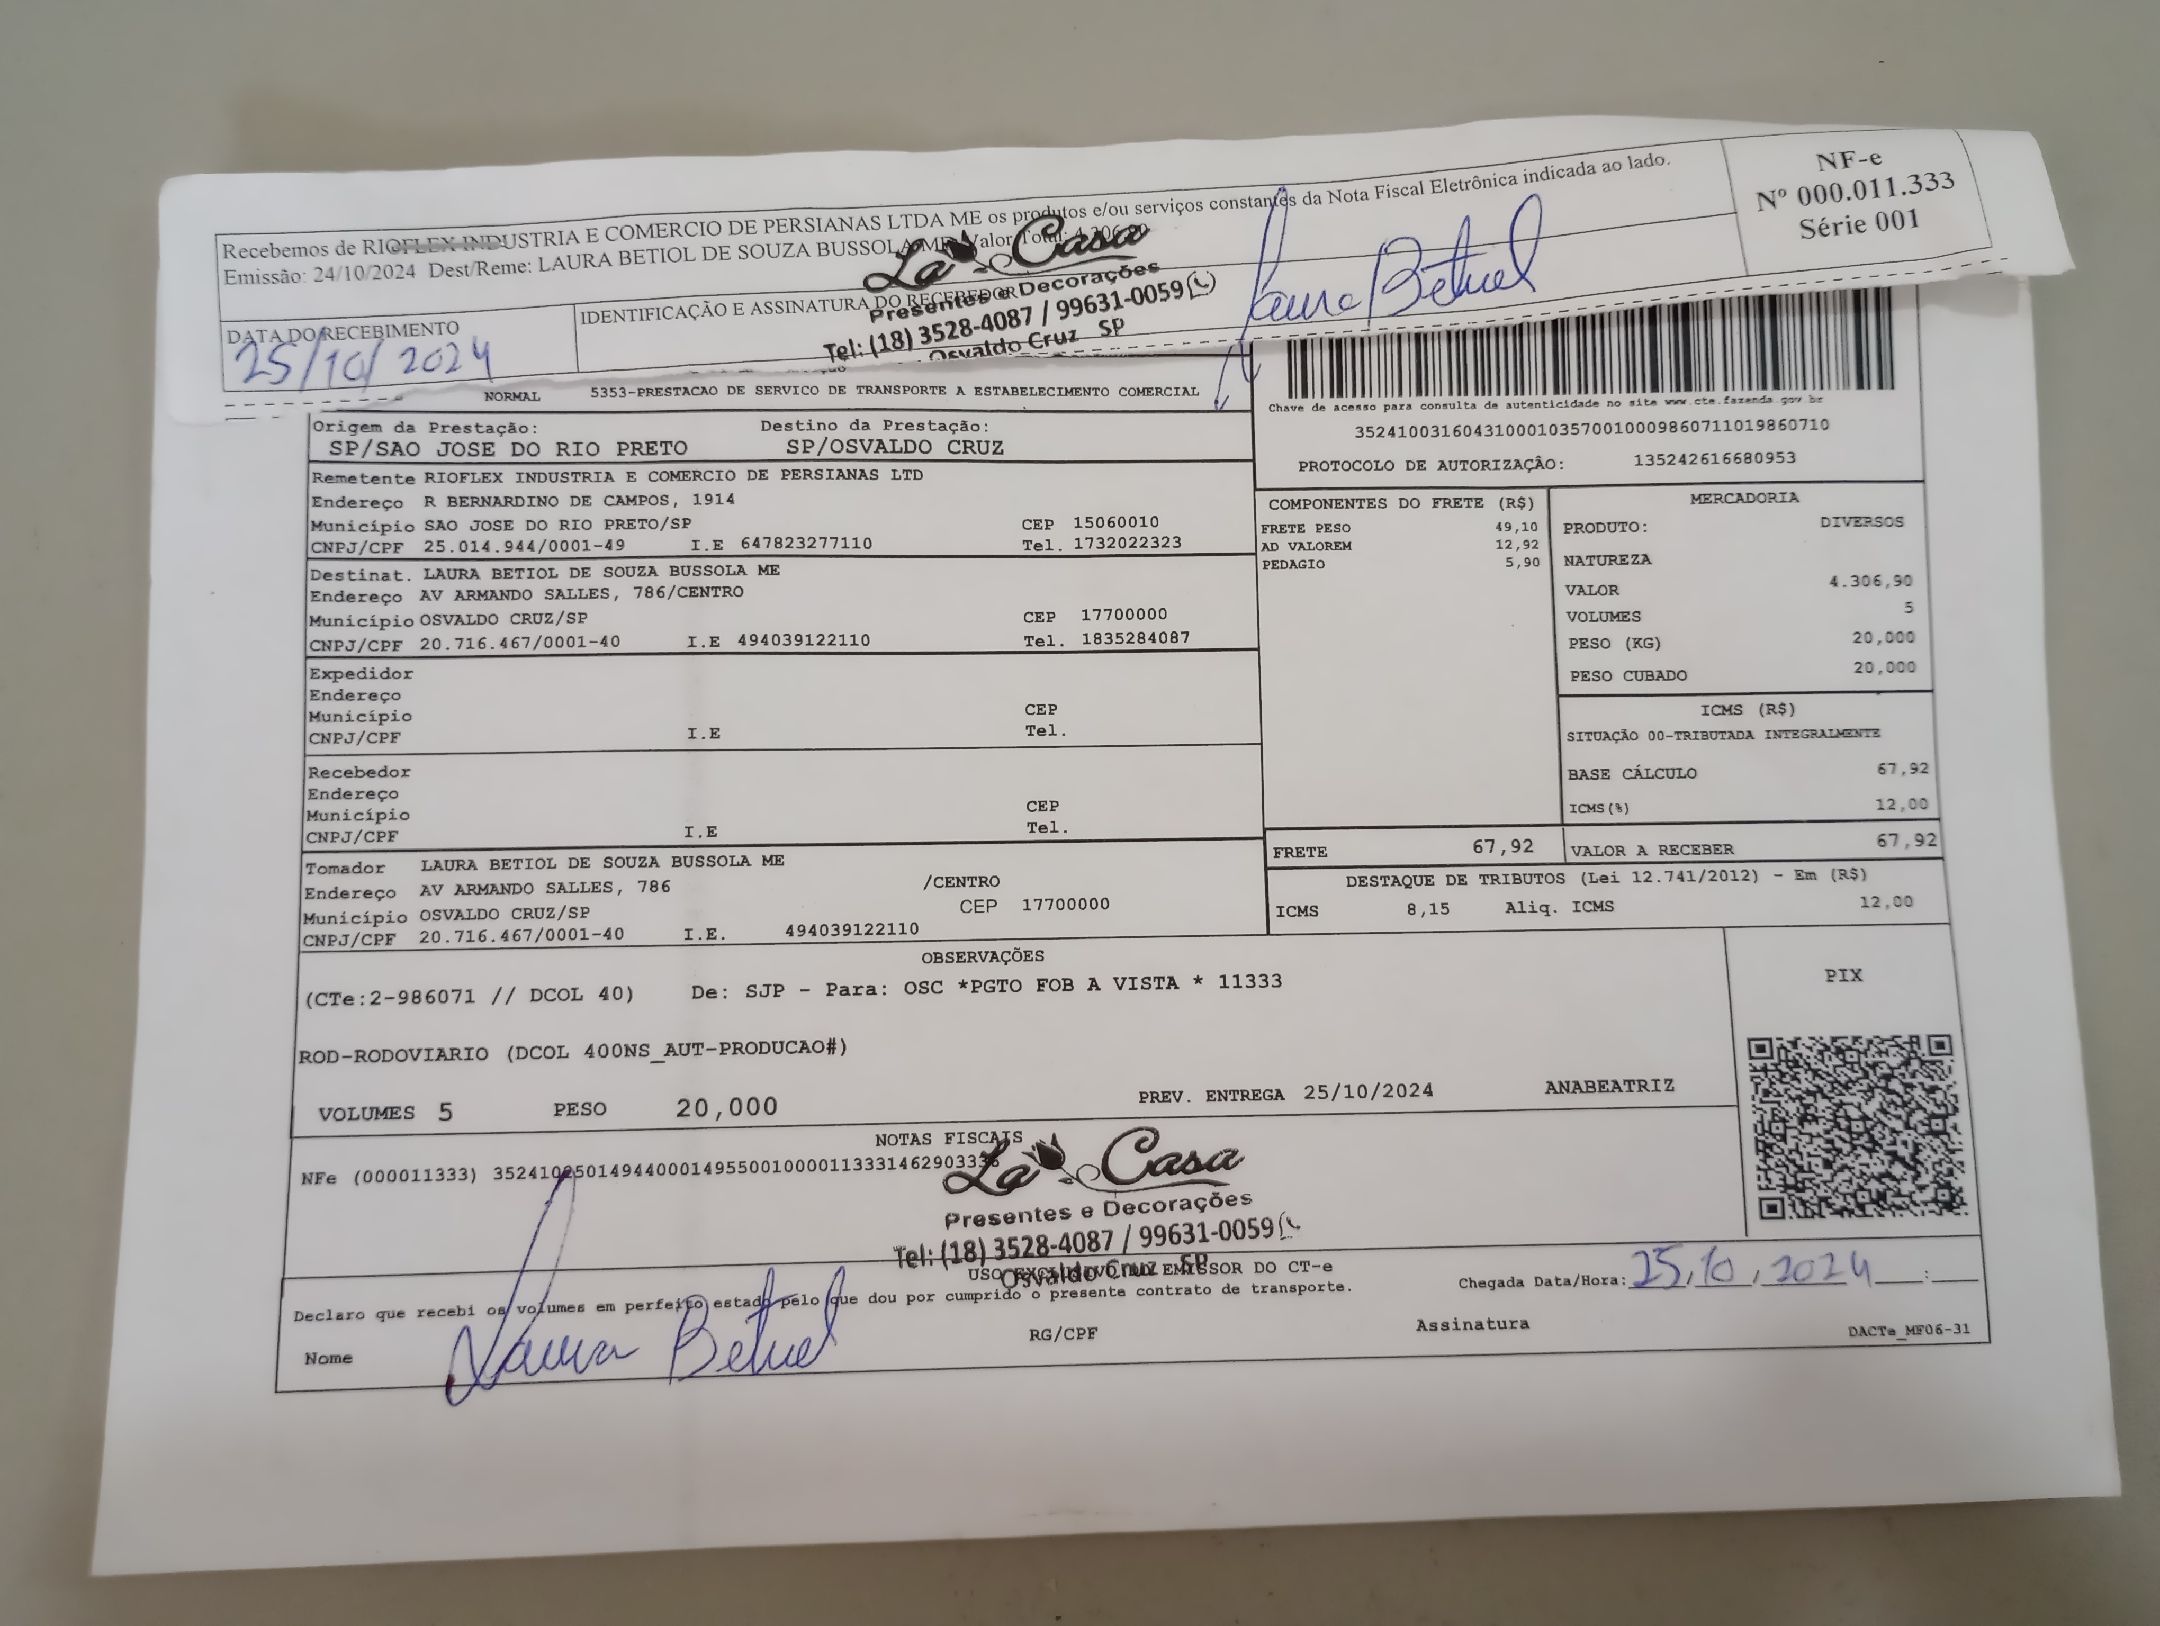 Recebemos de RIOFLEX INDUSTRIA E COMERCIO DE PERSIANAS LTDA ME os produtos e/ou serviços constantes da Nota Fiscal Eletrônica indicada ao lado.
Emissão: 24/10/2024 Dest/Reme: LAURA BETIOL DE SOUZA BUSSOLA ME Valor Total:
NF-e
Nº 000.011.333
Série 001
DATA DO RECEBIMENTO
25/10/2024
IDENTIFICAÇÃO E ASSINATURA DO RECEBEDOR
La Casa
Presentes e Decorações
Tel: (18) 3528-4087 / 99631-0059
Osvaldo Cruz SP
NORMAL 5353-PRESTACAO DE SERVICO DE TRANSPORTE A ESTABELECIMENTO COMERCIAL
Chave de acesso para consulta de autenticidade no site www.cte.fazenda.gov.br
35241003160431000103570010009860711019860710
PROTOCOLO DE AUTORIZAÇÃO: 135242616680953
Origem da Prestação: Destino da Prestação:
SP/SAO JOSE DO RIO PRETO SP/OSVALDO CRUZ
Remetente RIOFLEX INDUSTRIA E COMERCIO DE PERSIANAS LTD
Endereço R BERNARDINO DE CAMPOS, 1914
Município SAO JOSE DO RIO PRETO/SP CEP 15060010
CNPJ/CPF 25.014.944/0001-49 I.E 647823277110 Tel. 1732022323
Destinat. LAURA BETIOL DE SOUZA BUSSOLA ME
Endereço AV ARMANDO SALLES, 786/CENTRO
Município OSVALDO CRUZ/SP CEP 17700000
CNPJ/CPF 20.716.467/0001-40 I.E 494039122110 Tel. 1835284087
Expedidor
Endereço
Município CEP
CNPJ/CPF I.E Tel.
Recebedor
Endereço
Município CEP
CNPJ/CPF I.E Tel.
Tomador LAURA BETIOL DE SOUZA BUSSOLA ME
Endereço AV ARMANDO SALLES, 786 /CENTRO
Município OSVALDO CRUZ/SP CEP 17700000
CNPJ/CPF 20.716.467/0001-40 I.E. 494039122110
COMPONENTES DO FRETE (R$)
FRETE PESO 49,10
AD VALOREM 12,92
PEDAGIO 5,90
MERCADORIA
PRODUTO: DIVERSOS
NATUREZA
VALOR 4.306,90
VOLUMES 5
PESO (KG) 20,000
PESO CUBADO 20,000
ICMS (R$)
SITUAÇÃO 00-TRIBUTADA INTEGRALMENTE
BASE CÁLCULO 67,92
ICMS(%) 12,00
FRETE 67,92 VALOR A RECEBER 67,92
DESTAQUE DE TRIBUTOS (Lei 12.741/2012) - Em (R$)
ICMS 8,15 Aliq. ICMS 12,00
OBSERVAÇÕES
(CTe:2-986071 // DCOL 40) De: SJP - Para: OSC *PGTO FOB A VISTA * 11333
ROD-RODOVIARIO (DCOL 400NS_AUT-PRODUCAO#)
VOLUMES 5 PESO 20,000 PREV. ENTREGA 25/10/2024 ANABEATRIZ
PIX
NOTAS FISCAIS
NFe (000011333)
La Casa
Presentes e Decorações
Tel: (18) 3528-4087 / 99631-0059
Osvaldo Cruz SP
USO EXCLUSIVO DO EMISSOR DO CT-e
Declaro que recebi os volumes em perfeito estado pelo que dou por cumprido o presente contrato de transporte.
Chegada Data/Hora: 25/10/2024 __:__
Nome RG/CPF Assinatura
DACTe_MF06-31